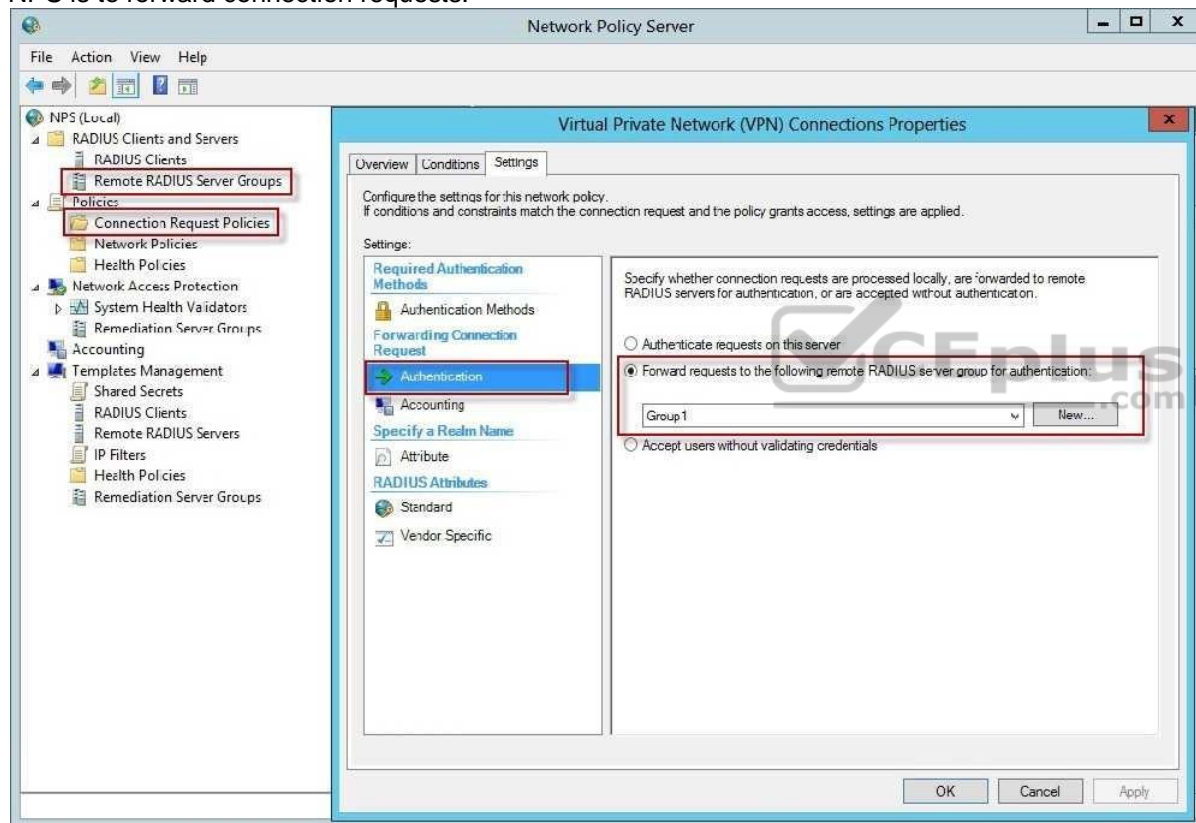 NPS is to forward connection requests.
Network Policy Server
File Action View Help
NPS (Local)
RADIUS Clients and Servers
RADIUS Clients
Remote RADIUS Server Groups
Policies
Connection Request Policies
Network Policies
Health Policies
Network Access Protection
System Health Validators
Remediation Server Groups
Accounting
Templates Management
Shared Secrets
RADIUS Clients
Remote RADIUS Servers
IP Filters
Health Policies
Remediation Server Groups
Virtual Private Network (VPN) Connections Properties
Overview Conditions Settings
Configure the settings for this network policy.
If conditions and constraints match the connection request and the policy grants access, settings are applied.
Settings:
Required Authentication
Methods
Authentication Methods
Forwarding Connection
Request
Authentication
Accounting
Specify a Realm Name
Attribute
RADIUS Attributes
Standard
Vendor Specific
Specify whether connection requests are processed locally, are forwarded to remote
RADIUS servers for authentication, or are accepted without authentication.
Authenticate requests on this server
Forward requests to the following remote RADIUS server group for authentication:
Group1
New...
Accept users without validating credentials
CEplus
.com
OK Cancel Apply